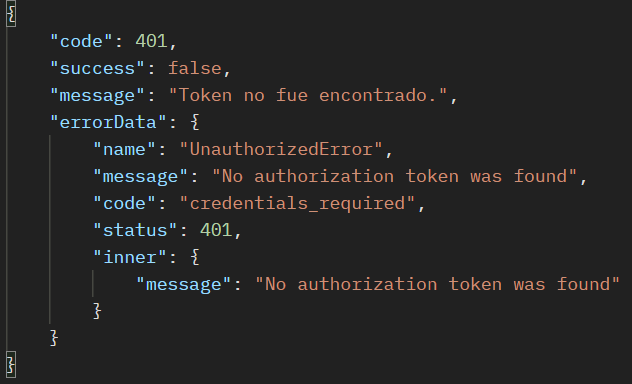 {
    "code": 401,
    "success": false,
    "message": "Token no fue encontrado.",
    "errorData": {
        "name": "UnauthorizedError",
        "message": "No authorization token was found",
        "code": "credentials_required",
        "status": 401,
        "inner": {
            "message": "No authorization token was found"
        }
    }
}